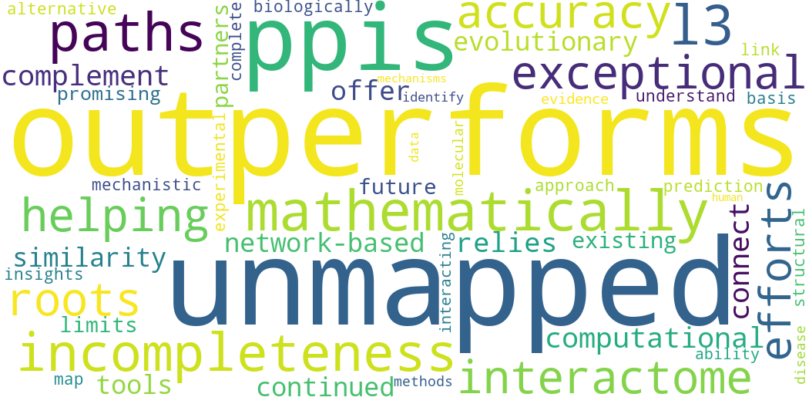 alternative
biologically
accuracy
l3
paths
ppis
partners
complete
evolutionary
link
complement
exceptional
mechanisms
promising
offer
identify
evidence
understand
basis
outperforms
experimental
data
molecular
mechanistic
future
approach
prediction
human
helping
mathematically
connect
efforts
structural
network-based
relies
existing
similarity
unmapped
interacting
insights
roots
limits
incompleteness
computational
ability
disease
map
tools
continued
methods
interactome